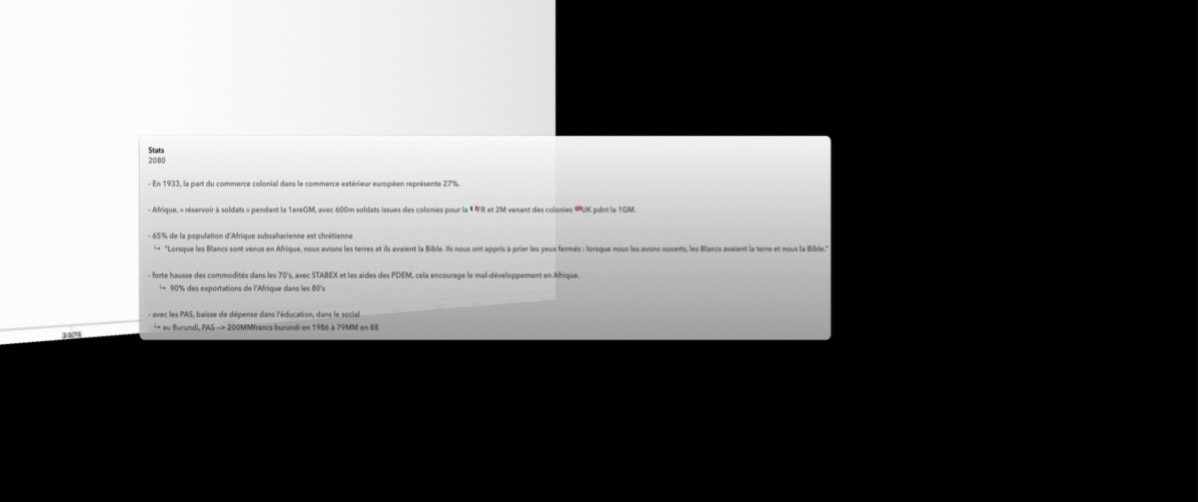 Stats
2080
- En 1933, la part du commerce colonial dans le commerce extérieur européen représente 27%.
- Afrique, « réservoir à soldats » pendant la 1ereGM, avec 600m soldats issues des colonies pour la 🇫🇷FR et 2M venant des colonies 🇬🇧UK pdnt la 1GM.
- 65% de la population d'Afrique subsaharienne est chrétienne
↳ "Lorsque les Blancs sont venus en Afrique, nous avions les terres et ils avaient la Bible. Ils nous ont appris à prier les yeux fermés : lorsque nous les avons ouverts, les Blancs avaient la terre et nous la Bible."
- forte hausse des commodités dans les 70's, avec STABEX et les aides des PDEM, cela encourage le mal-développement en Afrique.
↳ 90% des exportations de l'Afrique dans les 80's
- avec les PAS, baisse de dépense dans l'éducation, dans le social
↳ au Burundi, PAS —> 200MMfrancs burundi en 1986 à 79MM en 88